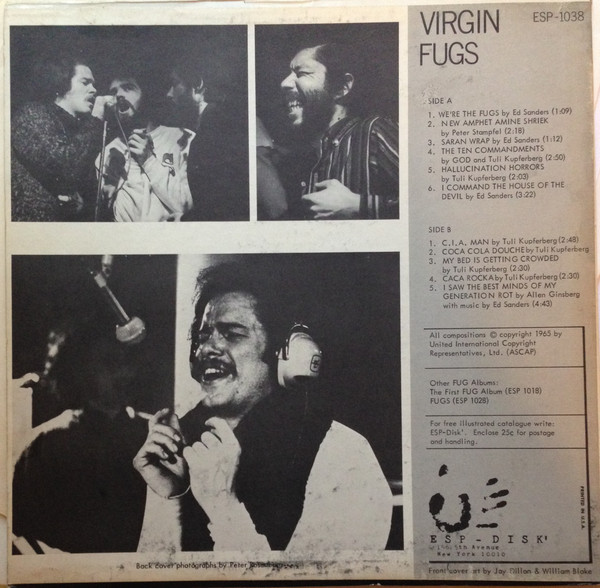 VIRGIN ESP-1038
FUGS
SIDE A
1. WE'RE THE FUGS by Ed Sanders (1:09)
2. NEW AMPHET AMINE SHRIEK
by Peter Stampfel (2:18)
3. SARAN WRAP by Ed Sanders (1:12)
4. THE TEN COMMANDMENTS
by GOD and Tuli Kupferberg (2:50)
5. HALLUCINATION HORRORS
by Tuli Kupferberg (2:03)
6. I COMMAND THE HOUSE OF THE
DEVIL by Ed Sanders (3:22)
SIDE B
1. C.I.A. MAN by Tuli Kupferberg (2:48)
2. COCA COLA DOUCHE by Tuli Kupferberg
3. MY BED IS GETTING CROWDED
by Tuli Kupferberg (2:30)
4. CACA ROCKA by Tuli Kupferberg (2:30)
5. I SAW THE BEST MINDS OF MY
GENERATION ROT by Allen Ginsberg
with music by Ed Sanders (4:43)
All compositions © copyright 1965 by
United International Copyright
Representatives, Ltd. (ASCAP)
Other FUG Albums:
The First FUG Album (ESP 1018)
FUGS (ESP 1028)
For free illustrated catalogue write:
ESP-Disk'. Enclose 25¢ for postage
and handling.
PRINTED IN U.S.A.
ESP-DISK'
5th Avenue
New York 10010
Back cover photographs by Peter
Front cover art by Jay Dillon & William Blake